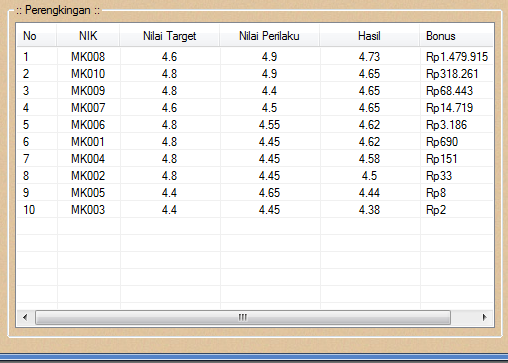 :: Perengkingan ::
No NIK Nilai Target Nilai Perilaku Hasil Bonus
1 MK008 4.6 4.9 4.73 Rp1.479.915
2 MK010 4.8 4.9 4.65 Rp318.261
3 MK009 4.8 4.4 4.65 Rp68.443
4 MK007 4.6 4.5 4.65 Rp14.719
5 MK006 4.8 4.55 4.62 Rp3.186
6 MK001 4.8 4.45 4.62 Rp690
7 MK004 4.8 4.45 4.58 Rp151
8 MK002 4.8 4.45 4.5 Rp33
9 MK005 4.4 4.65 4.44 Rp8
10 MK003 4.4 4.45 4.38 Rp2